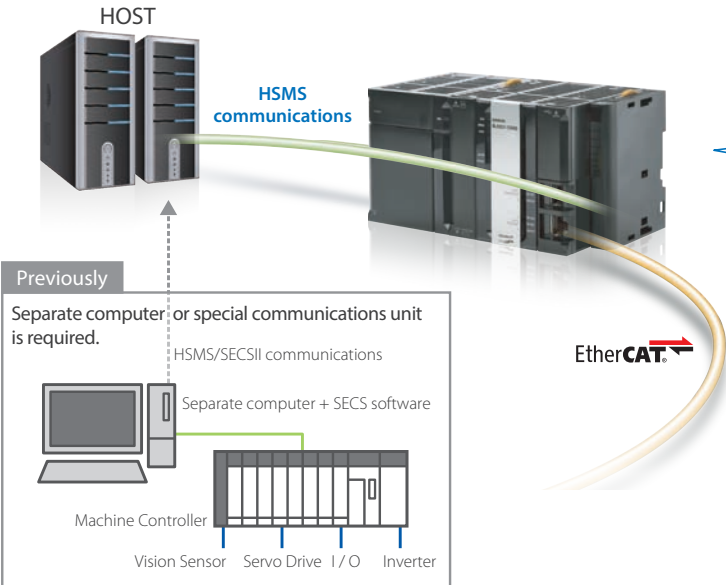 HOST
HSMS
communications
EtherCAT®
Previously
Separate computer or special communications unit
is required.
HSMS/SECSII communications
Separate computer + SECS software
Machine Controller
Vision Sensor Servo Drive I / O Inverter